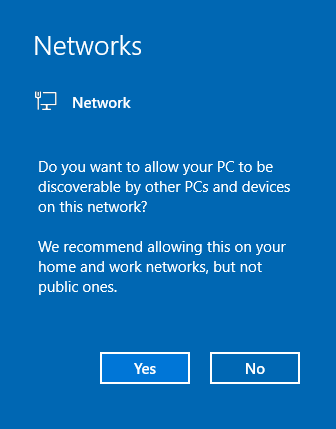 Networks
Network
Do you want to allow your PC to be
discoverable by other PCs and devices
on this network?
We recommend allowing this on your
home and work networks, but not
public ones.
Yes
No